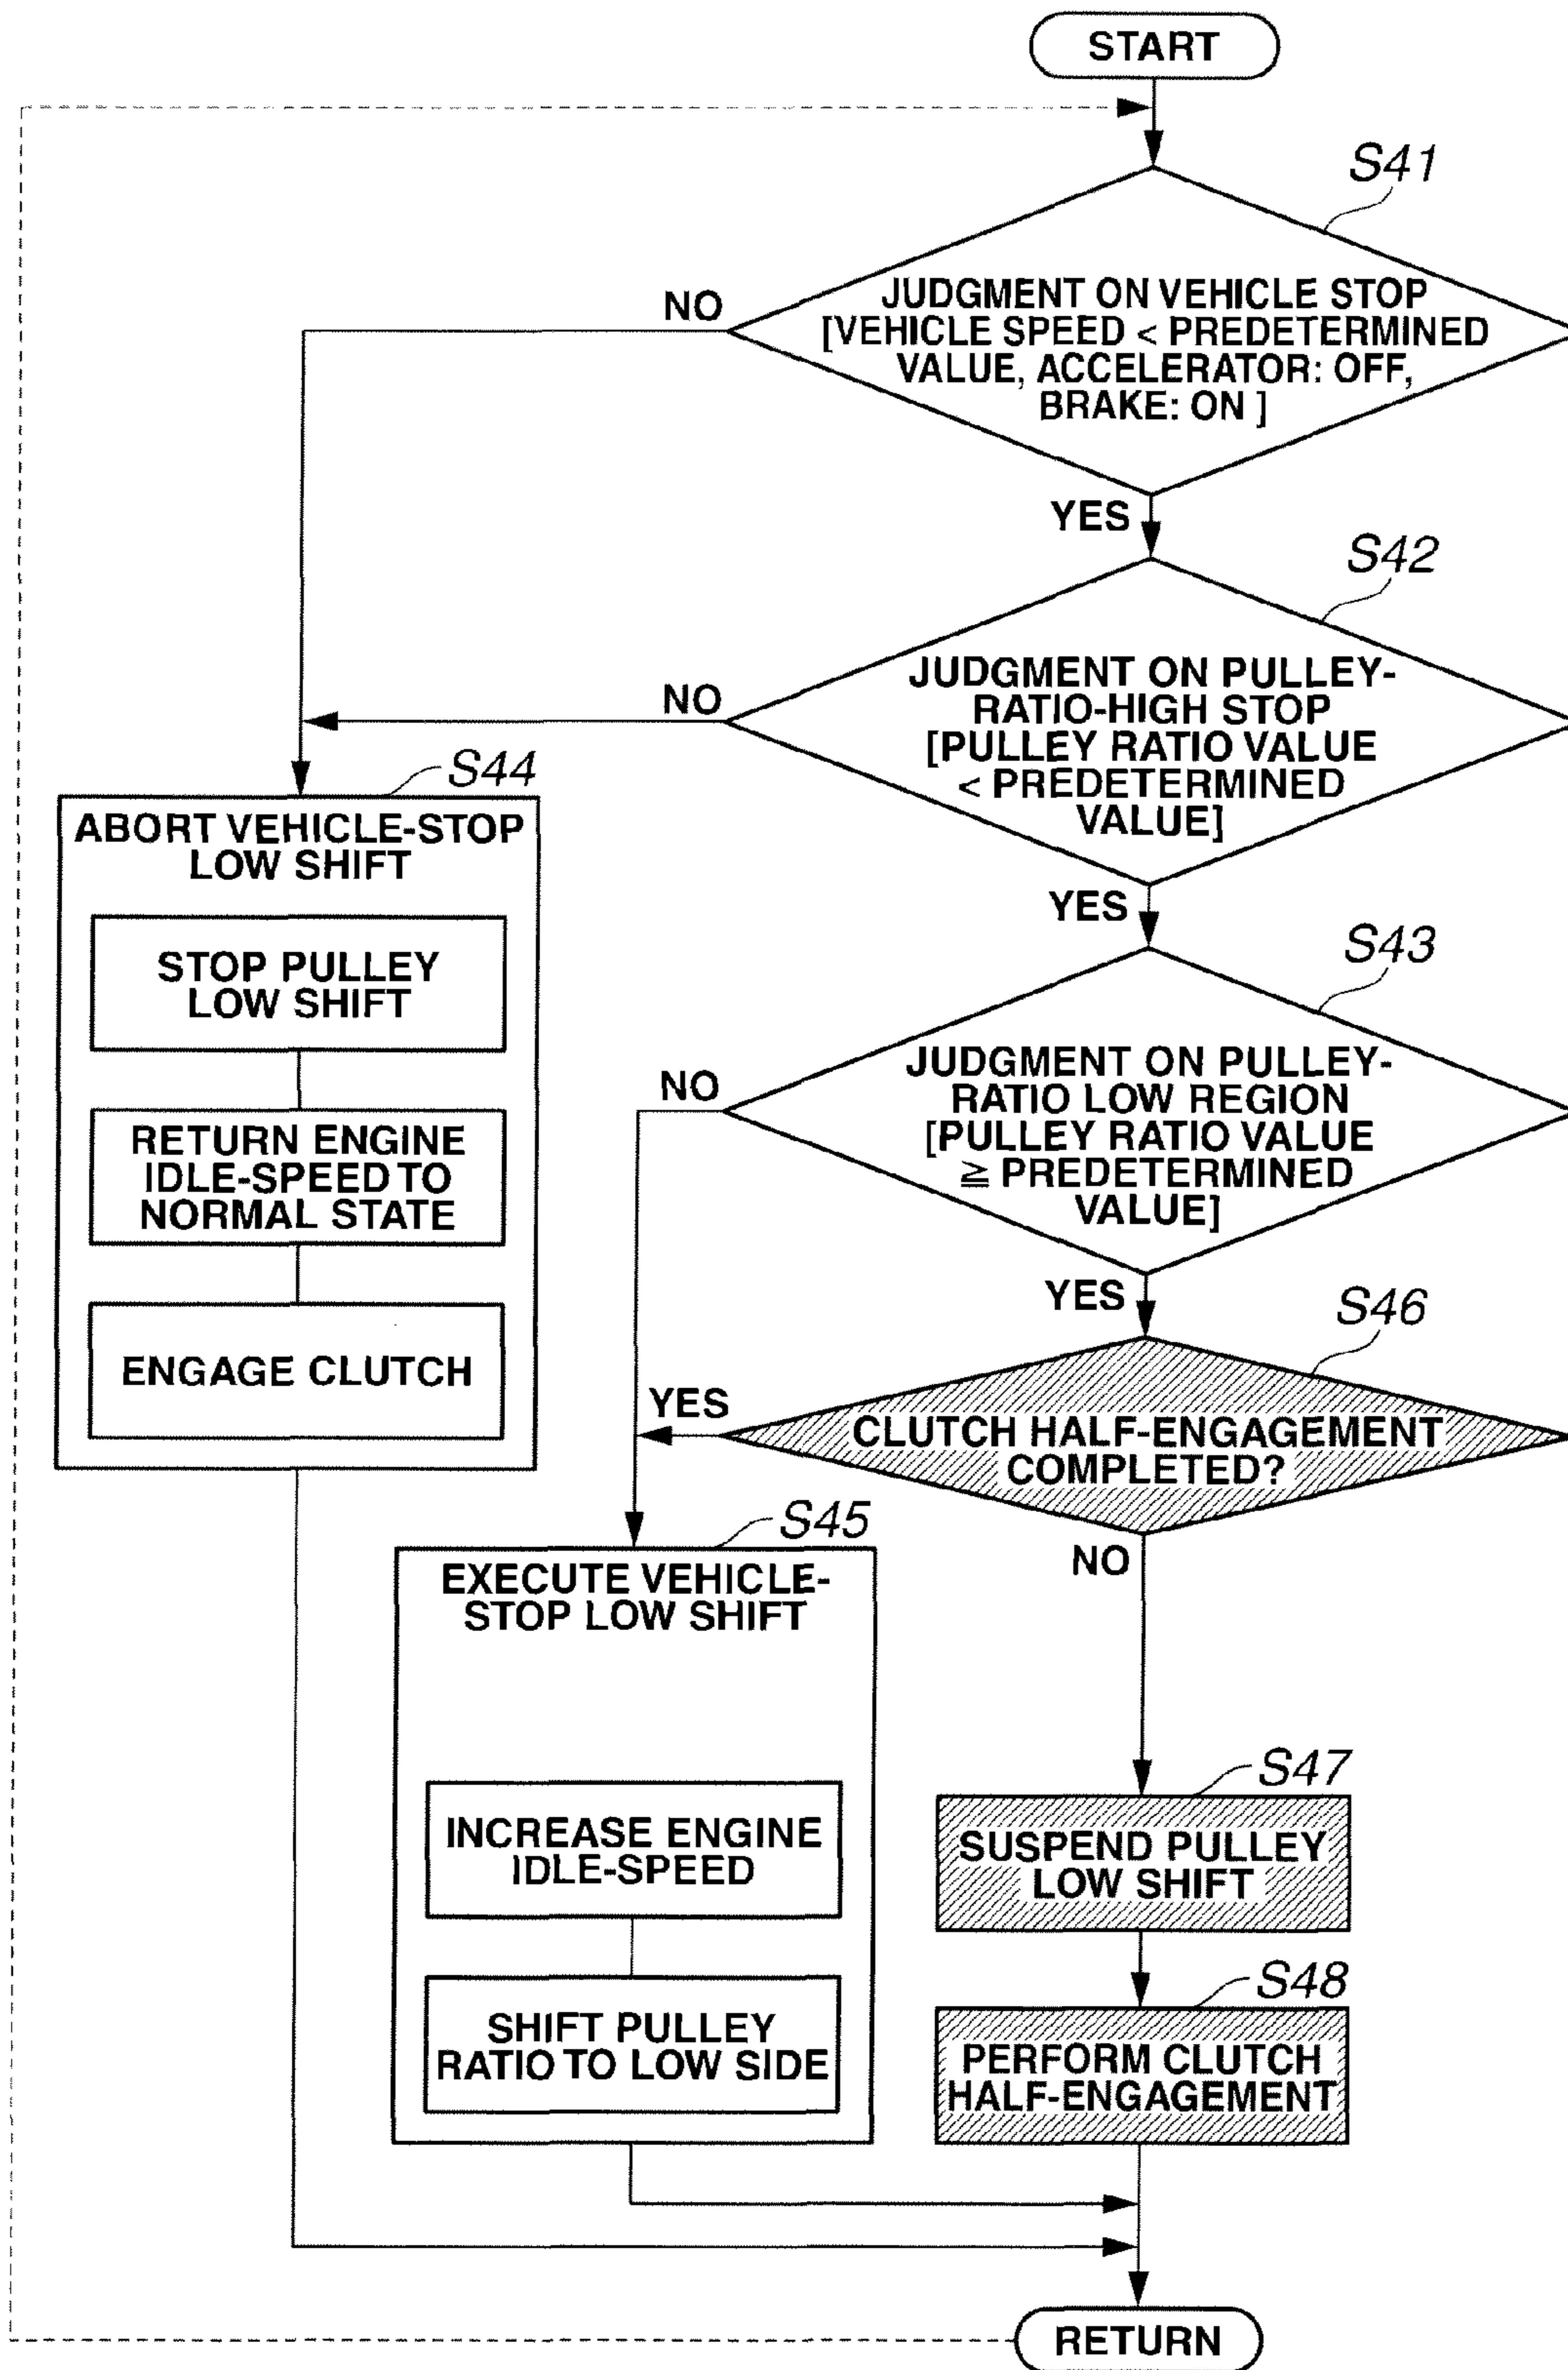 START
S41
JUDGMENT ON VEHICLE STOP
[VEHICLE SPEED < PREDETERMINED
VALUE, ACCELERATOR: OFF,
BRAKE: ON ]
NO
YES
S42
JUDGMENT ON PULLEY-
RATIO-HIGH STOP
[PULLEY RATIO VALUE
< PREDETERMINED
VALUE]
NO
YES
S44
ABORT VEHICLE-STOP
LOW SHIFT
STOP PULLEY
LOW SHIFT
RETURN ENGINE
IDLE-SPEED TO
NORMAL STATE
ENGAGE CLUTCH
S43
JUDGMENT ON PULLEY-
RATIO LOW REGION
[PULLEY RATIO VALUE
≧ PREDETERMINED
VALUE]
NO
YES
S46
CLUTCH HALF-ENGAGEMENT
COMPLETED?
YES
NO
S45
EXECUTE VEHICLE-
STOP LOW SHIFT
INCREASE ENGINE
IDLE-SPEED
SHIFT PULLEY
RATIO TO LOW SIDE
S47
SUSPEND PULLEY
LOW SHIFT
S48
PERFORM CLUTCH
HALF-ENGAGEMENT
RETURN